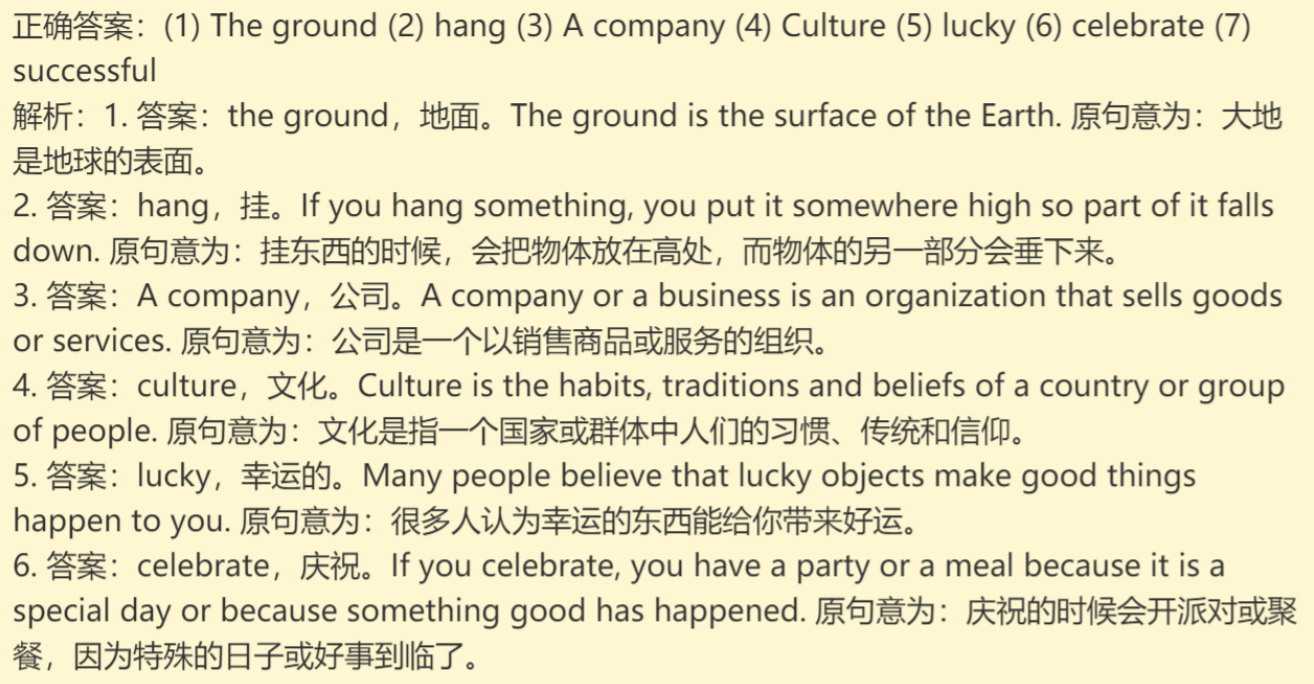 正确答案：(1) The ground (2) hang (3) A company (4) Culture (5) lucky (6) celebrate (7)
successful
解析：1. 答案：the ground，地面。The ground is the surface of the Earth. 原句意为：大地
是地球的表面。
2. 答案：hang，挂。If you hang something, you put it somewhere high so part of it falls
down. 原句意为：挂东西的时候，会把物体放在高处，而物体的另一部分会垂下来。
3. 答案：A company，公司。A company or a business is an organization that sells goods
or services. 原句意为：公司是一个以销售商品或服务的组织。
4. 答案：culture，文化。Culture is the habits, traditions and beliefs of a country or group
of people. 原句意为：文化是指一个国家或群体中人们的习惯、传统和信仰。
5. 答案：lucky，幸运的。Many people believe that lucky objects make good things
happen to you. 原句意为：很多人认为幸运的东西能给你带来好运。
6. 答案：celebrate，庆祝。If you celebrate, you have a party or a meal because it is a
special day or because something good has happened. 原句意为：庆祝的时候会开派对或聚
餐，因为特殊的日子或好事到临了。